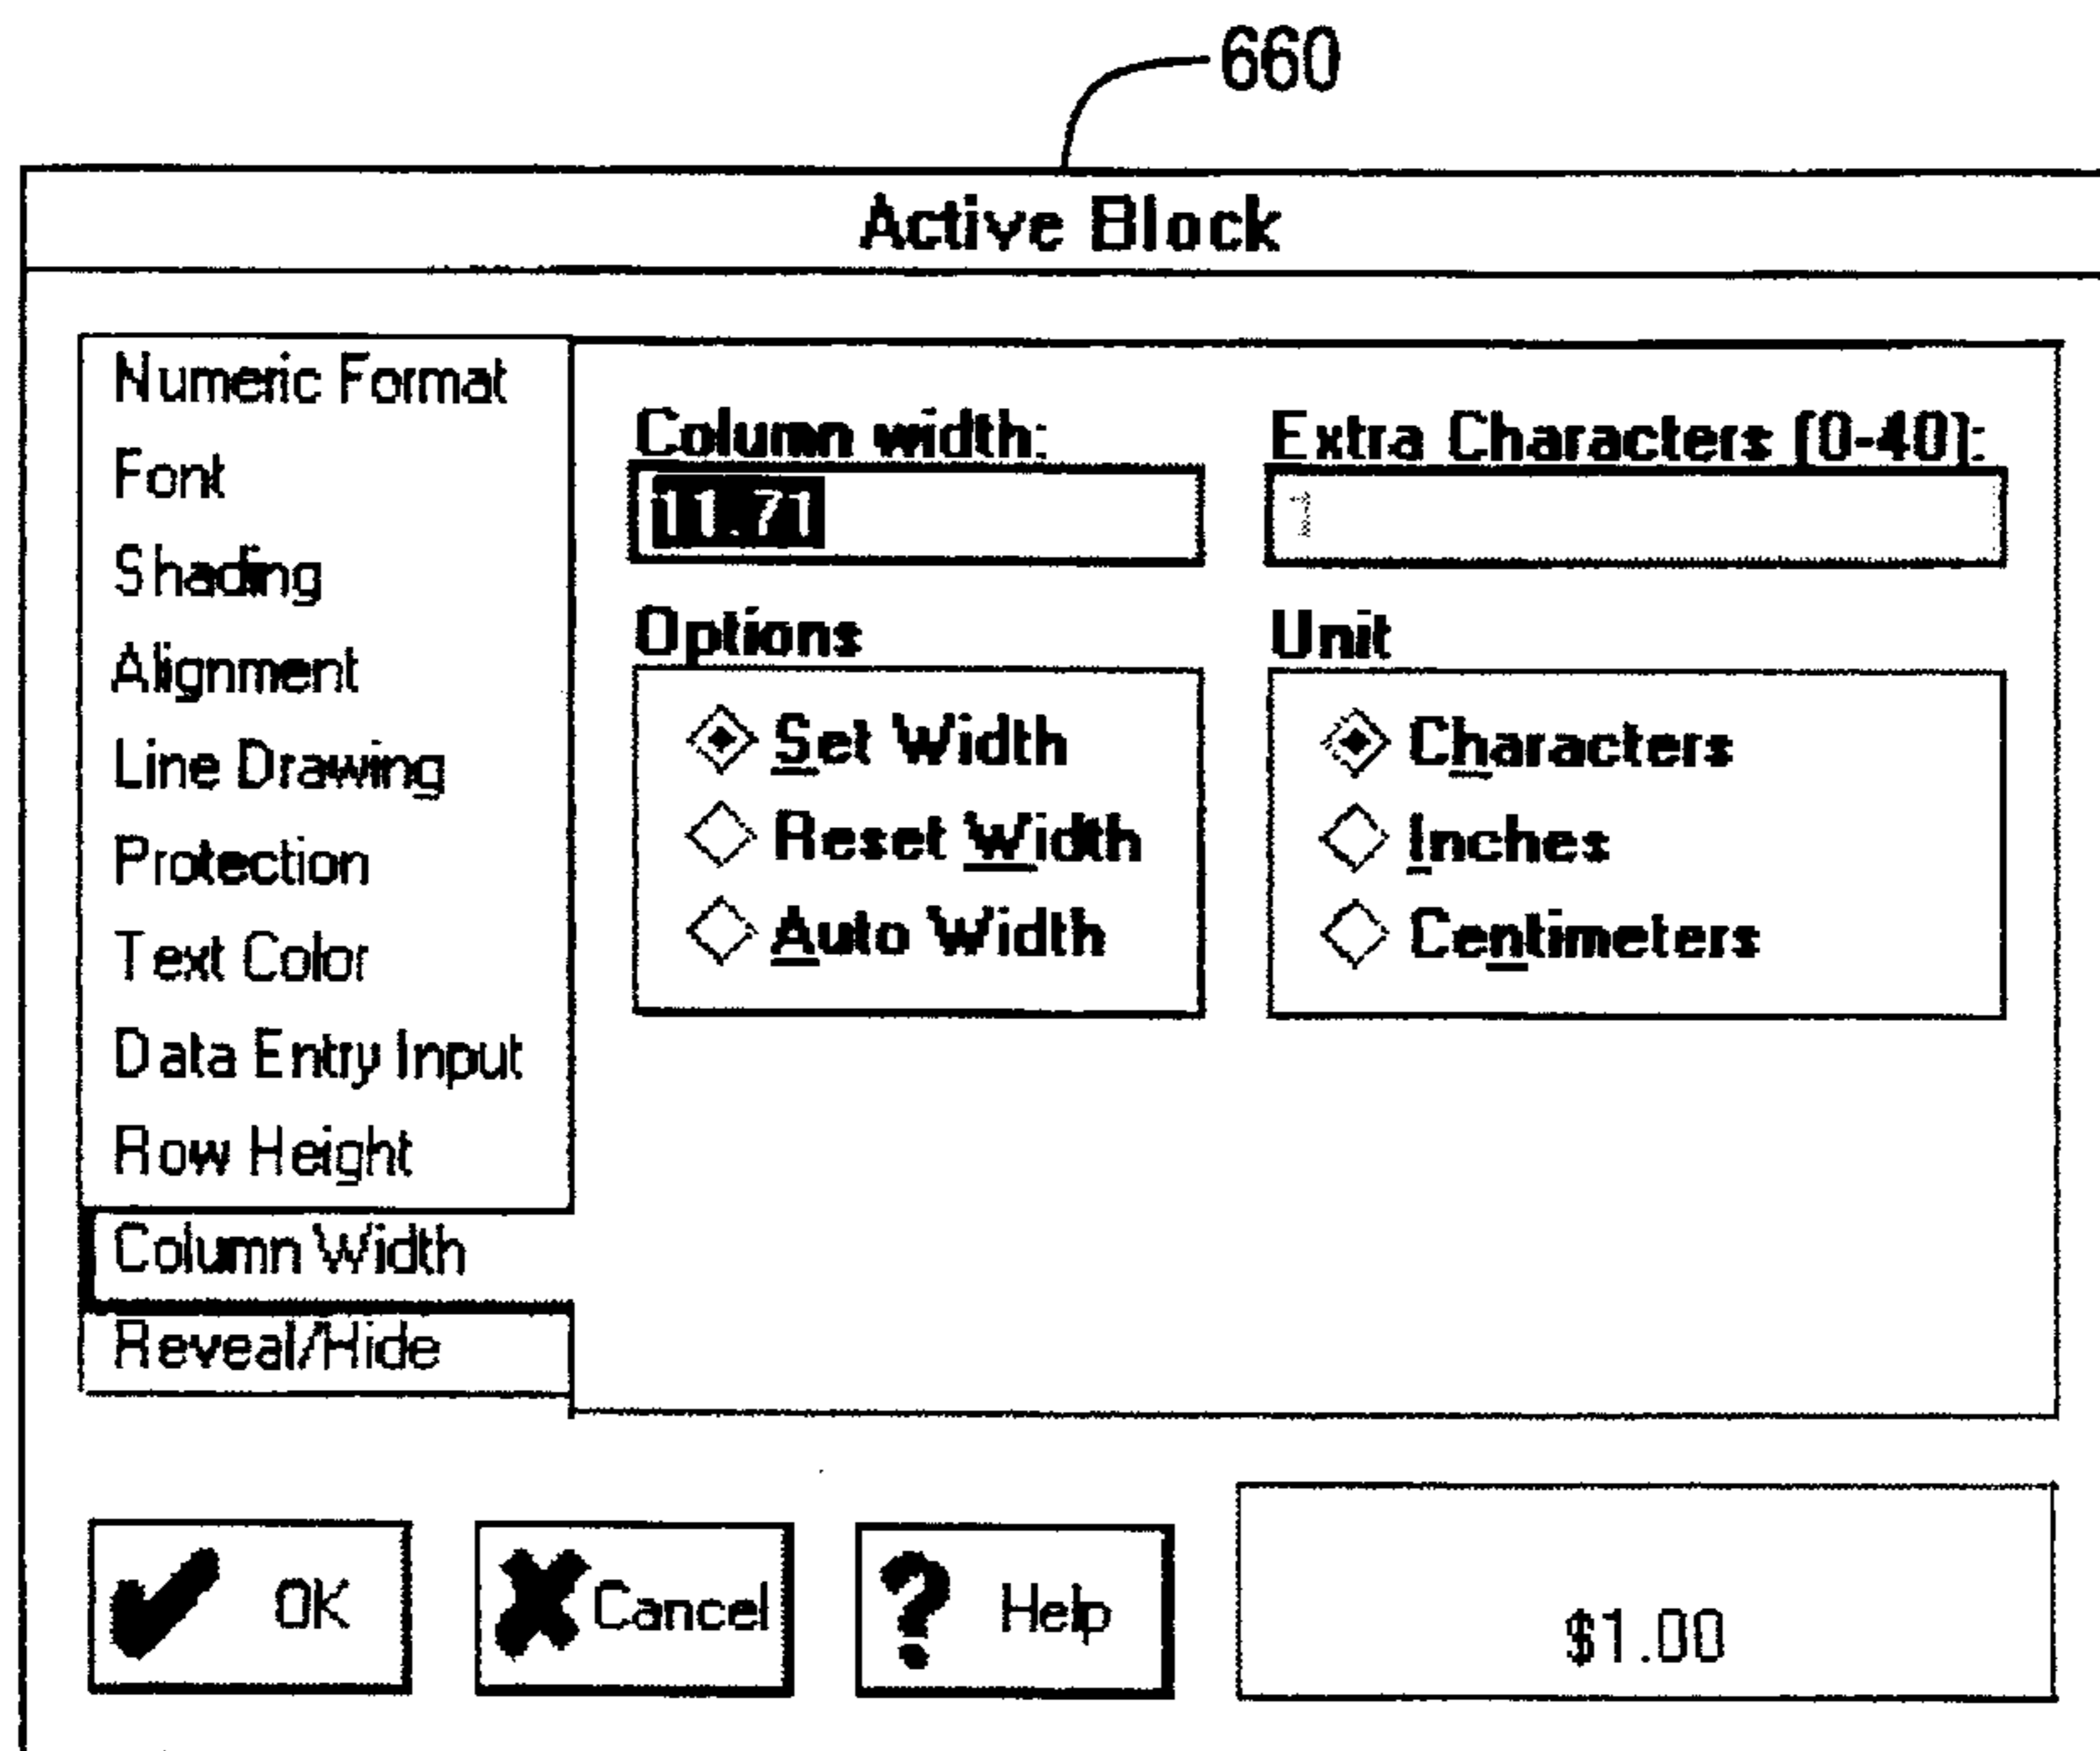 660
Active Block
Numeric Format
Font
Shading
Alignment
Line Drawing
Protection
Text Color
Data Entry Input
Row Height
Column Width
Reveal/Hide
Column width: Extra Characters (0-40):
11.71 1
Options Unit
Set Width Characters
Reset Width Inches
Auto Width Centimeters
OK Cancel Help $1.00